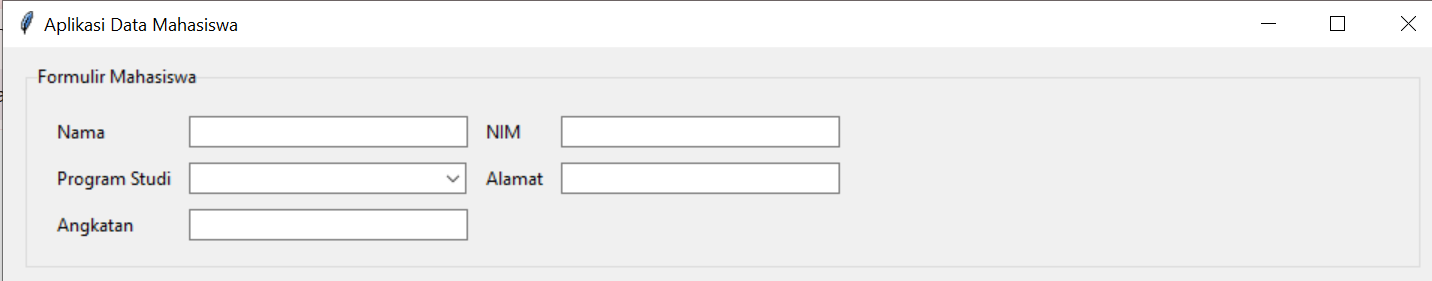 Aplikasi Data Mahasiswa
Formulir Mahasiswa
Nama NIM
Program Studi Alamat
Angkatan